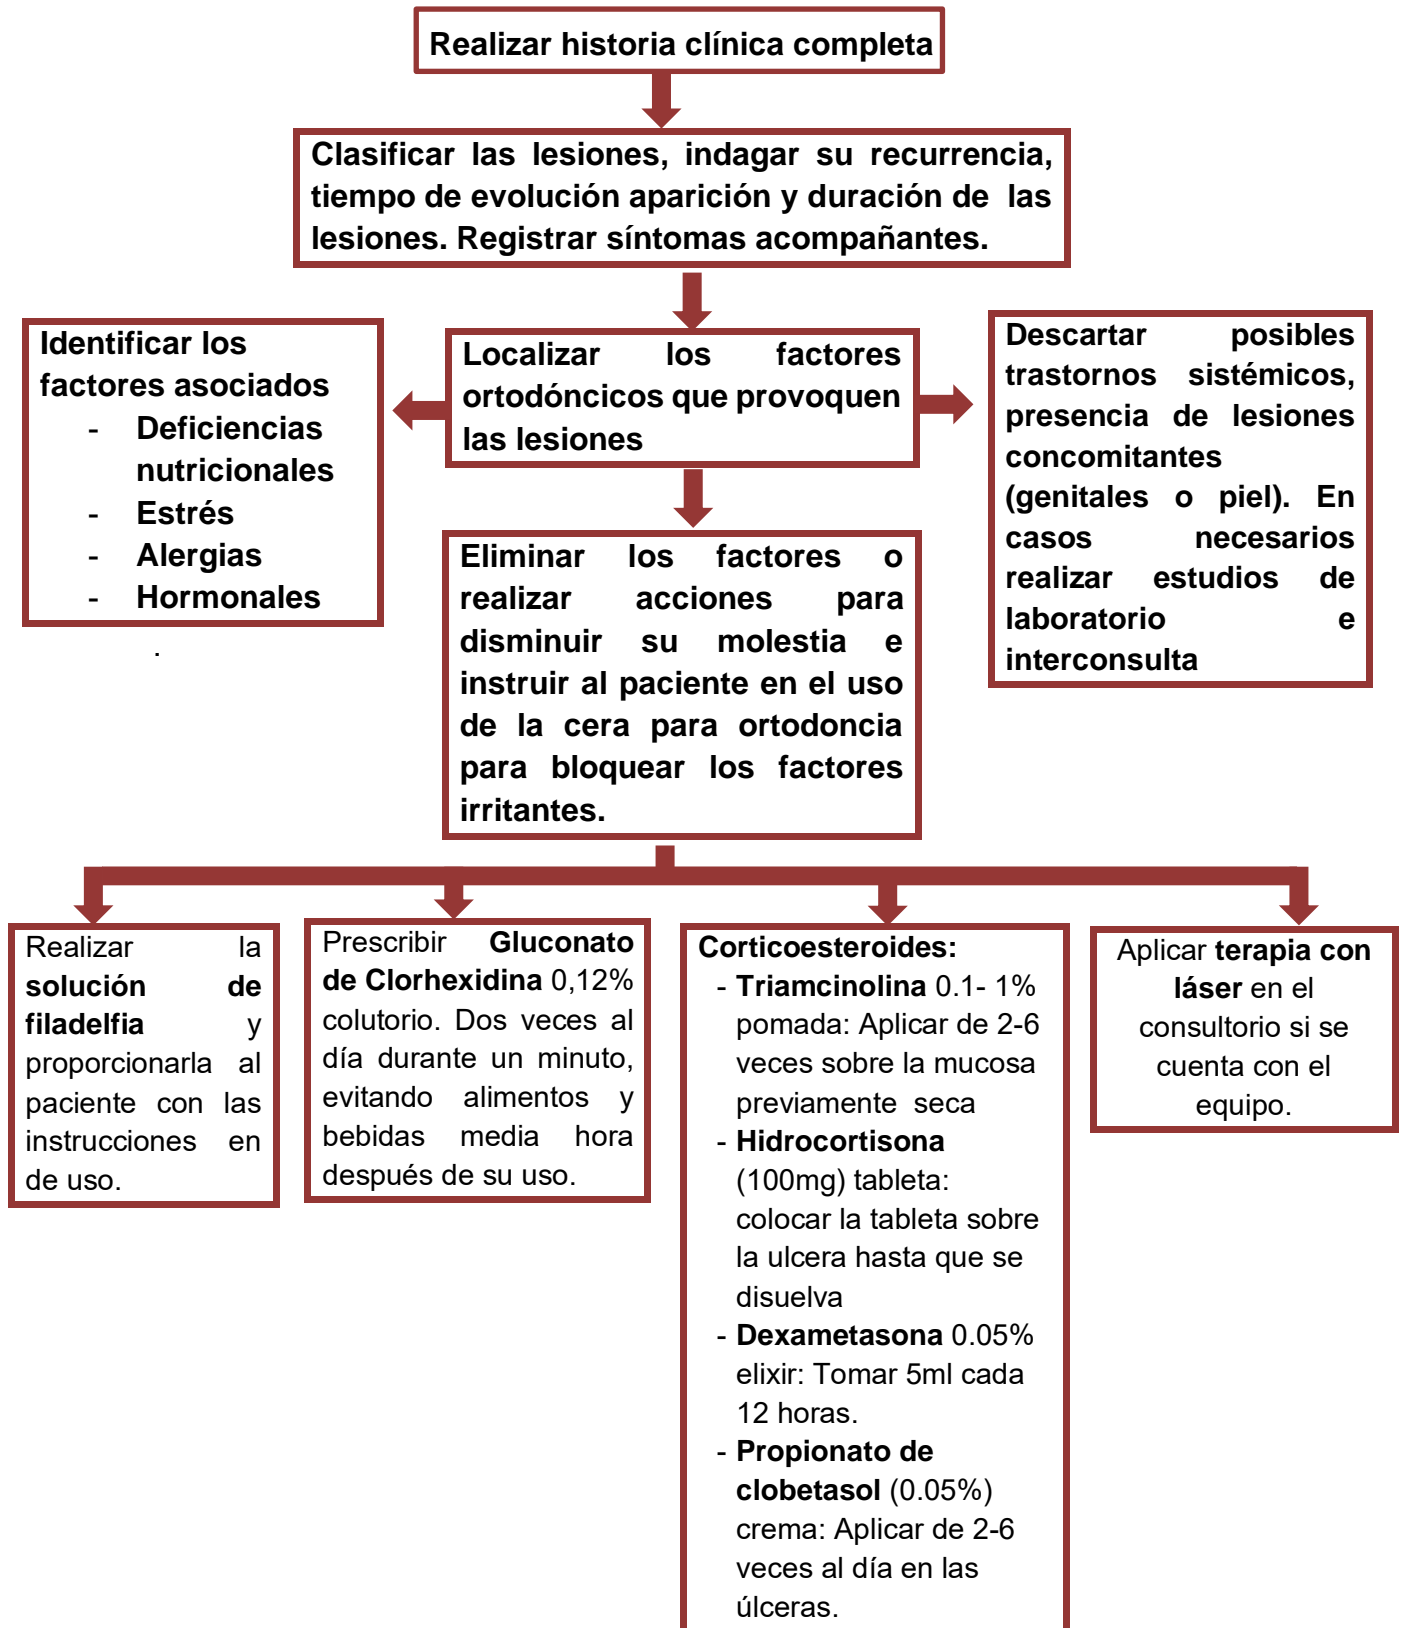 Realizar historia clínica completa
Clasificar las lesiones, indagar su recurrencia,
tiempo de evolución aparición y duración de las
lesiones. Registrar síntomas acompañantes.
Identificar los
factores asociados
- Deficiencias
nutricionales
- Estrés
- Alergias
- Hormonales
.
Localizar los factores
ortodóncicos que provoquen
las lesiones
Descartar posibles
trastornos sistémicos,
presencia de lesiones
concomitantes
(genitales o piel). En
casos necesarios
realizar estudios de
laboratorio e
interconsulta
Eliminar los factores o
realizar acciones para
disminuir su molestia e
instruir al paciente en el uso
de la cera para ortodoncia
para bloquear los factores
irritantes.
Realizar la
solución de
filadelfia y
proporcionarla al
paciente con las
instrucciones en
de uso.
Prescribir Gluconato
de Clorhexidina 0,12%
colutorio. Dos veces al
día durante un minuto,
evitando alimentos y
bebidas media hora
después de su uso.
Corticoesteroides:
- Triamcinolina 0.1- 1%
pomada: Aplicar de 2-6
veces sobre la mucosa
previamente seca
- Hidrocortisona
(100mg) tableta:
colocar la tableta sobre
la ulcera hasta que se
disuelva
- Dexametasona 0.05%
elixir: Tomar 5ml cada
12 horas.
- Propionato de
clobetasol (0.05%)
crema: Aplicar de 2-6
veces al día en las
úlceras.
Aplicar terapia con
láser en el
consultorio si se
cuenta con el
equipo.